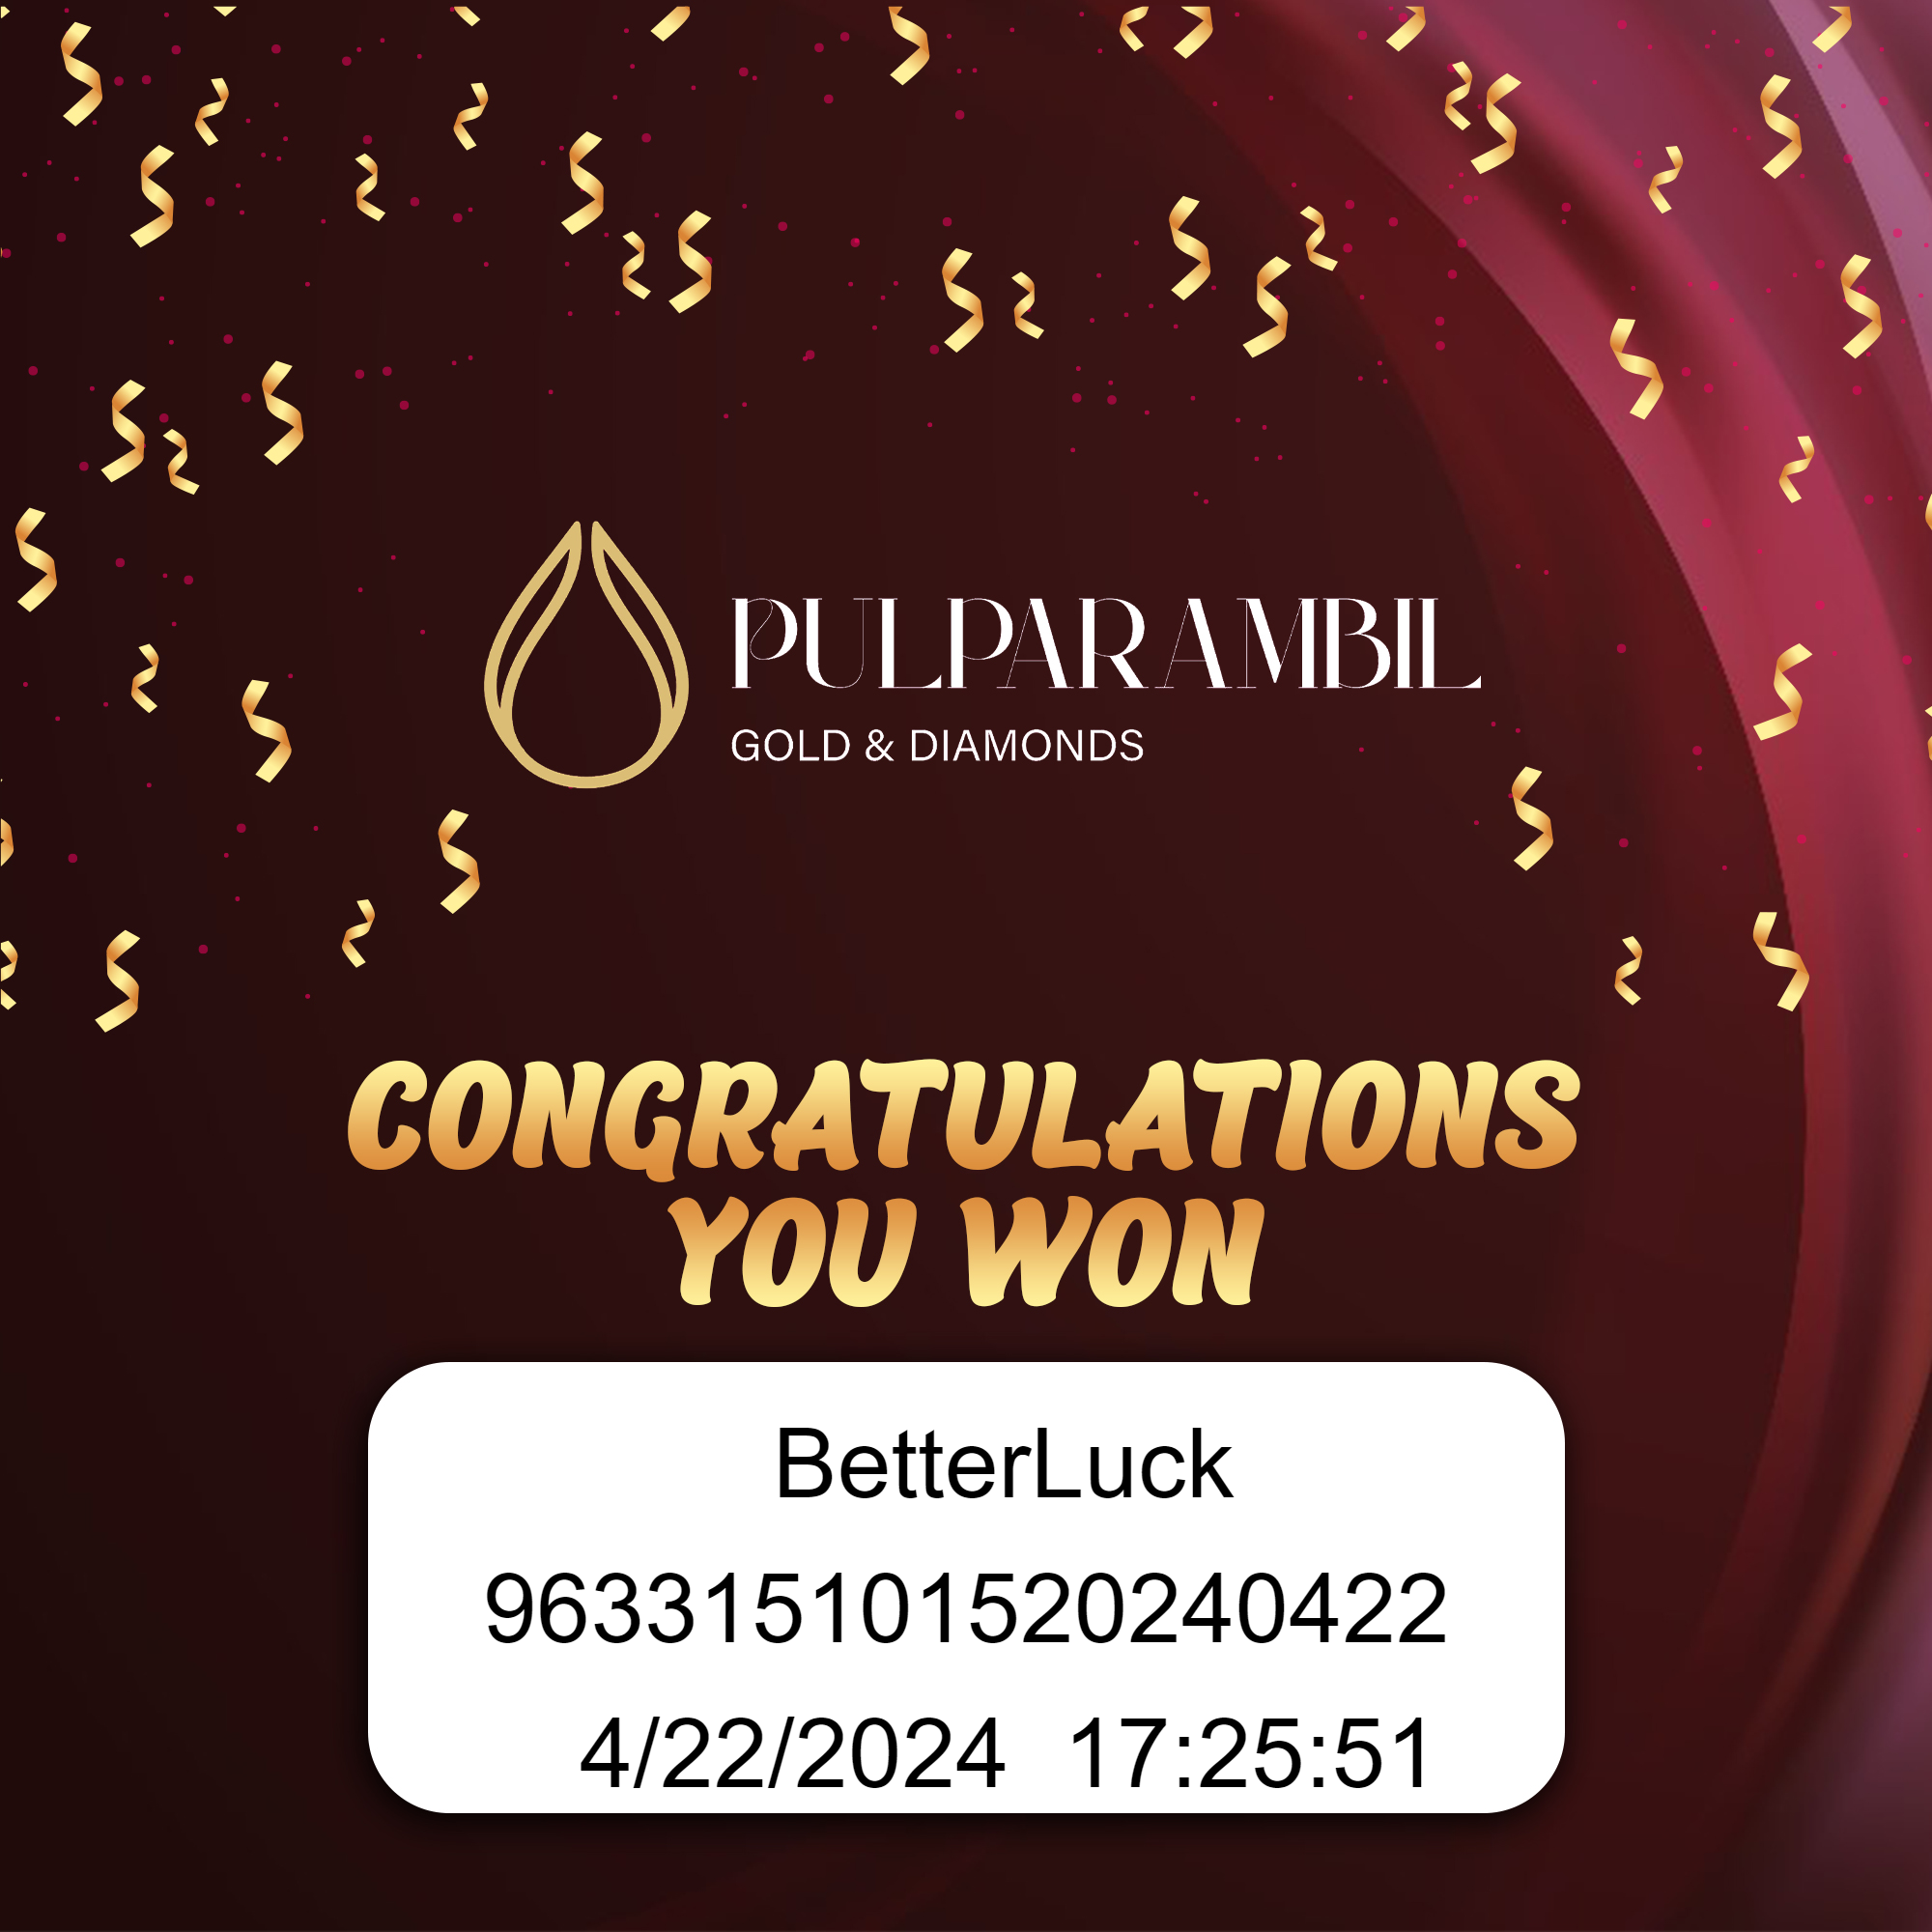 PULPARAMBIL
GOLD & DIAMONDS
CONGRATULATIONS
YOU WON
BetterLuck
963315101520240422
4/22/2024 17:25:51